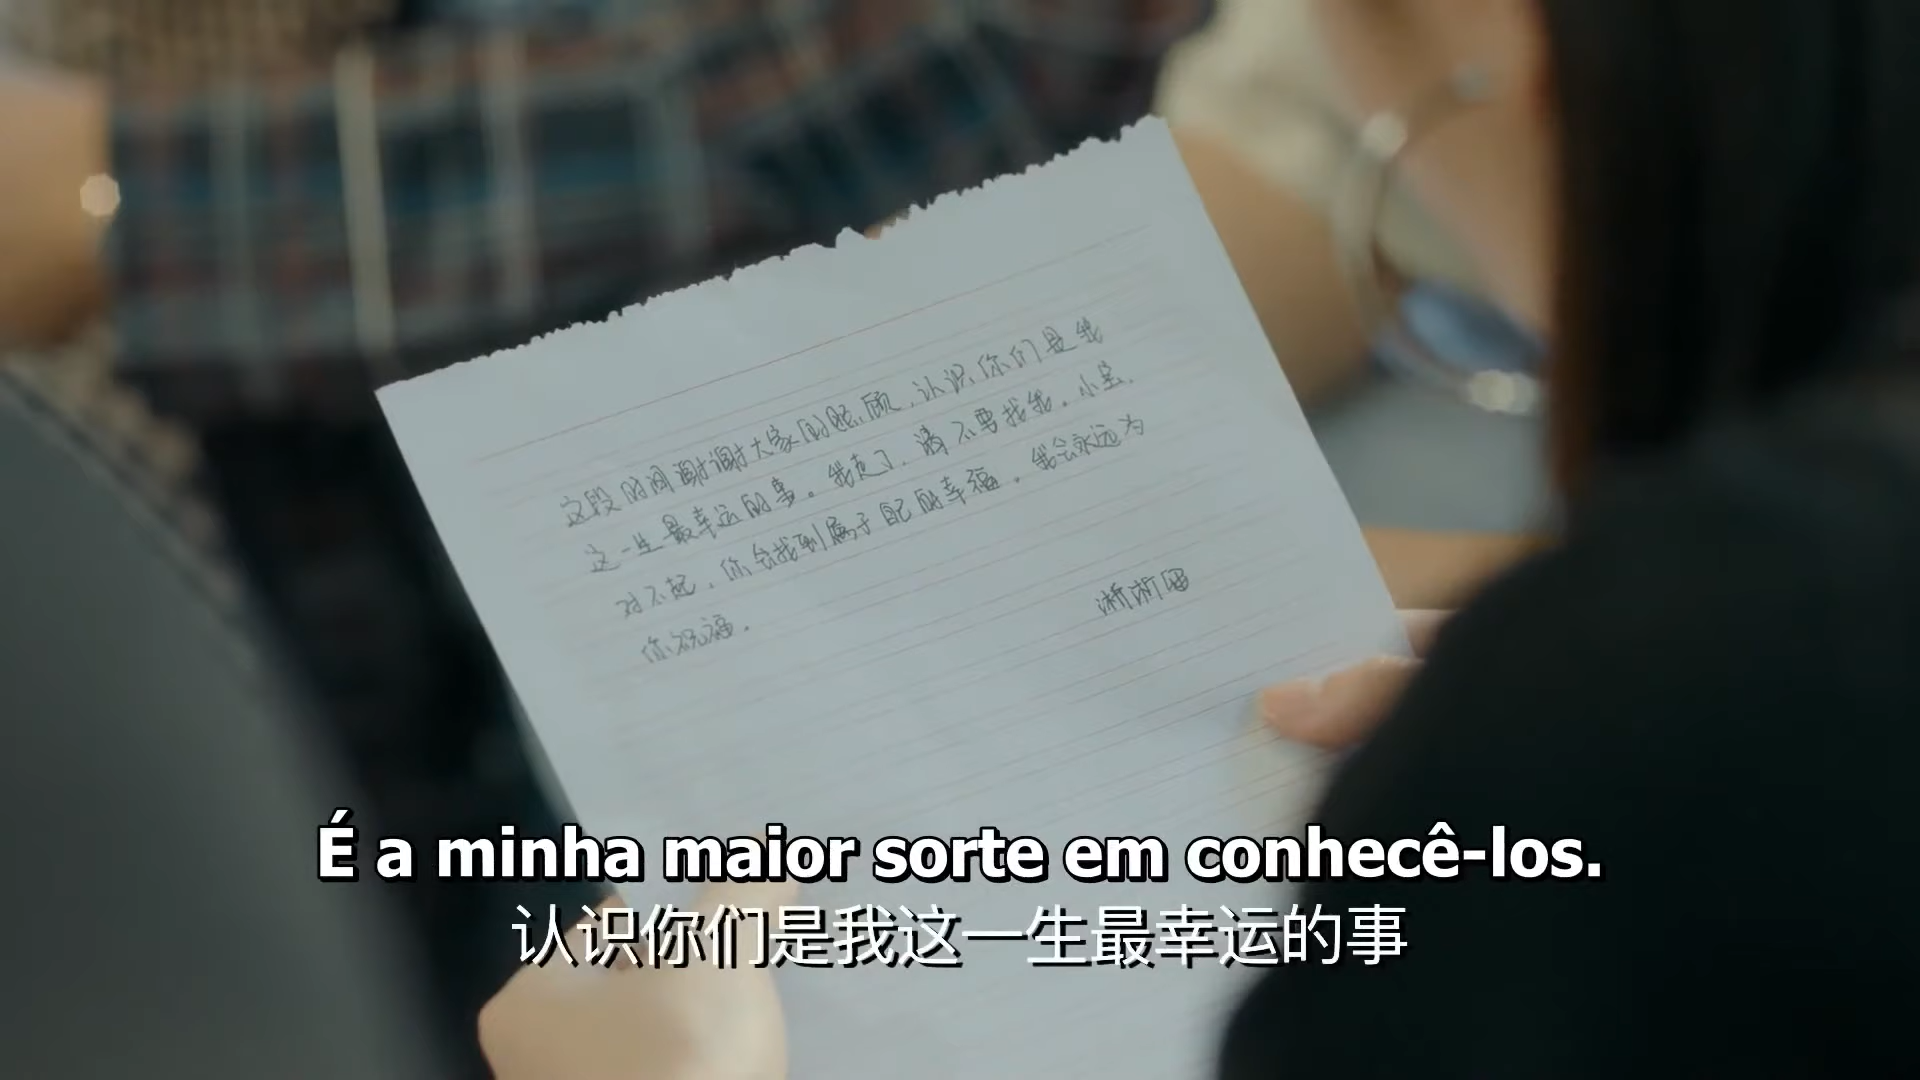 这段时间谢谢大家的照顾，认识你们是我
这一生最幸运的事。我走了，请不要找我。小宝，
对不起，你会找到属于自己的幸福，我会永远为
你祝福。
É a minha maior sorte em conhecê-los.
认识你们是我这一生最幸运的事